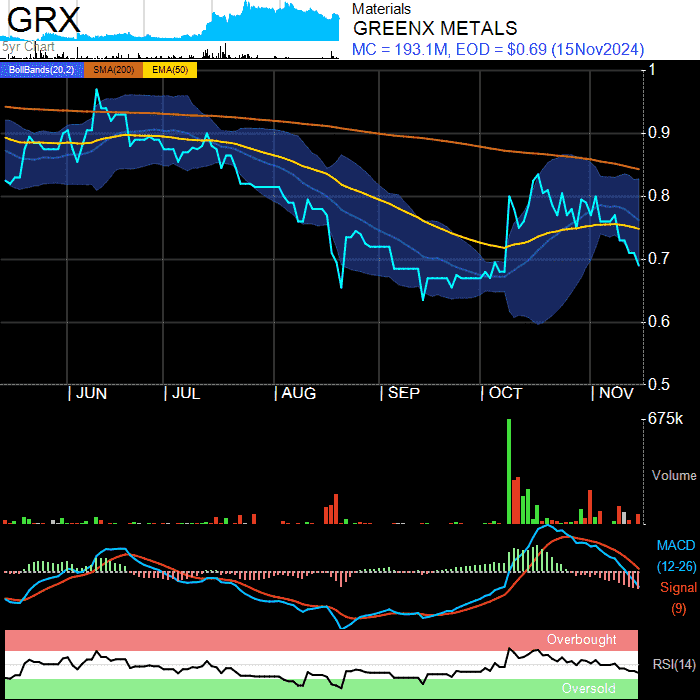 GRX
5yr Chart
Materials
GREENX METALS
MC = 193.1M, EOD = $0.69 (15Nov2024)
BollBands(20,2) SMA(200) EMA(50)
1
0.9
0.8
0.7
0.6
0.5
JUN JUL AUG SEP OCT NOV
675k
Volume
MACD
(12-26)
Signal
(9)
Overbought
RSI(14)
Oversold